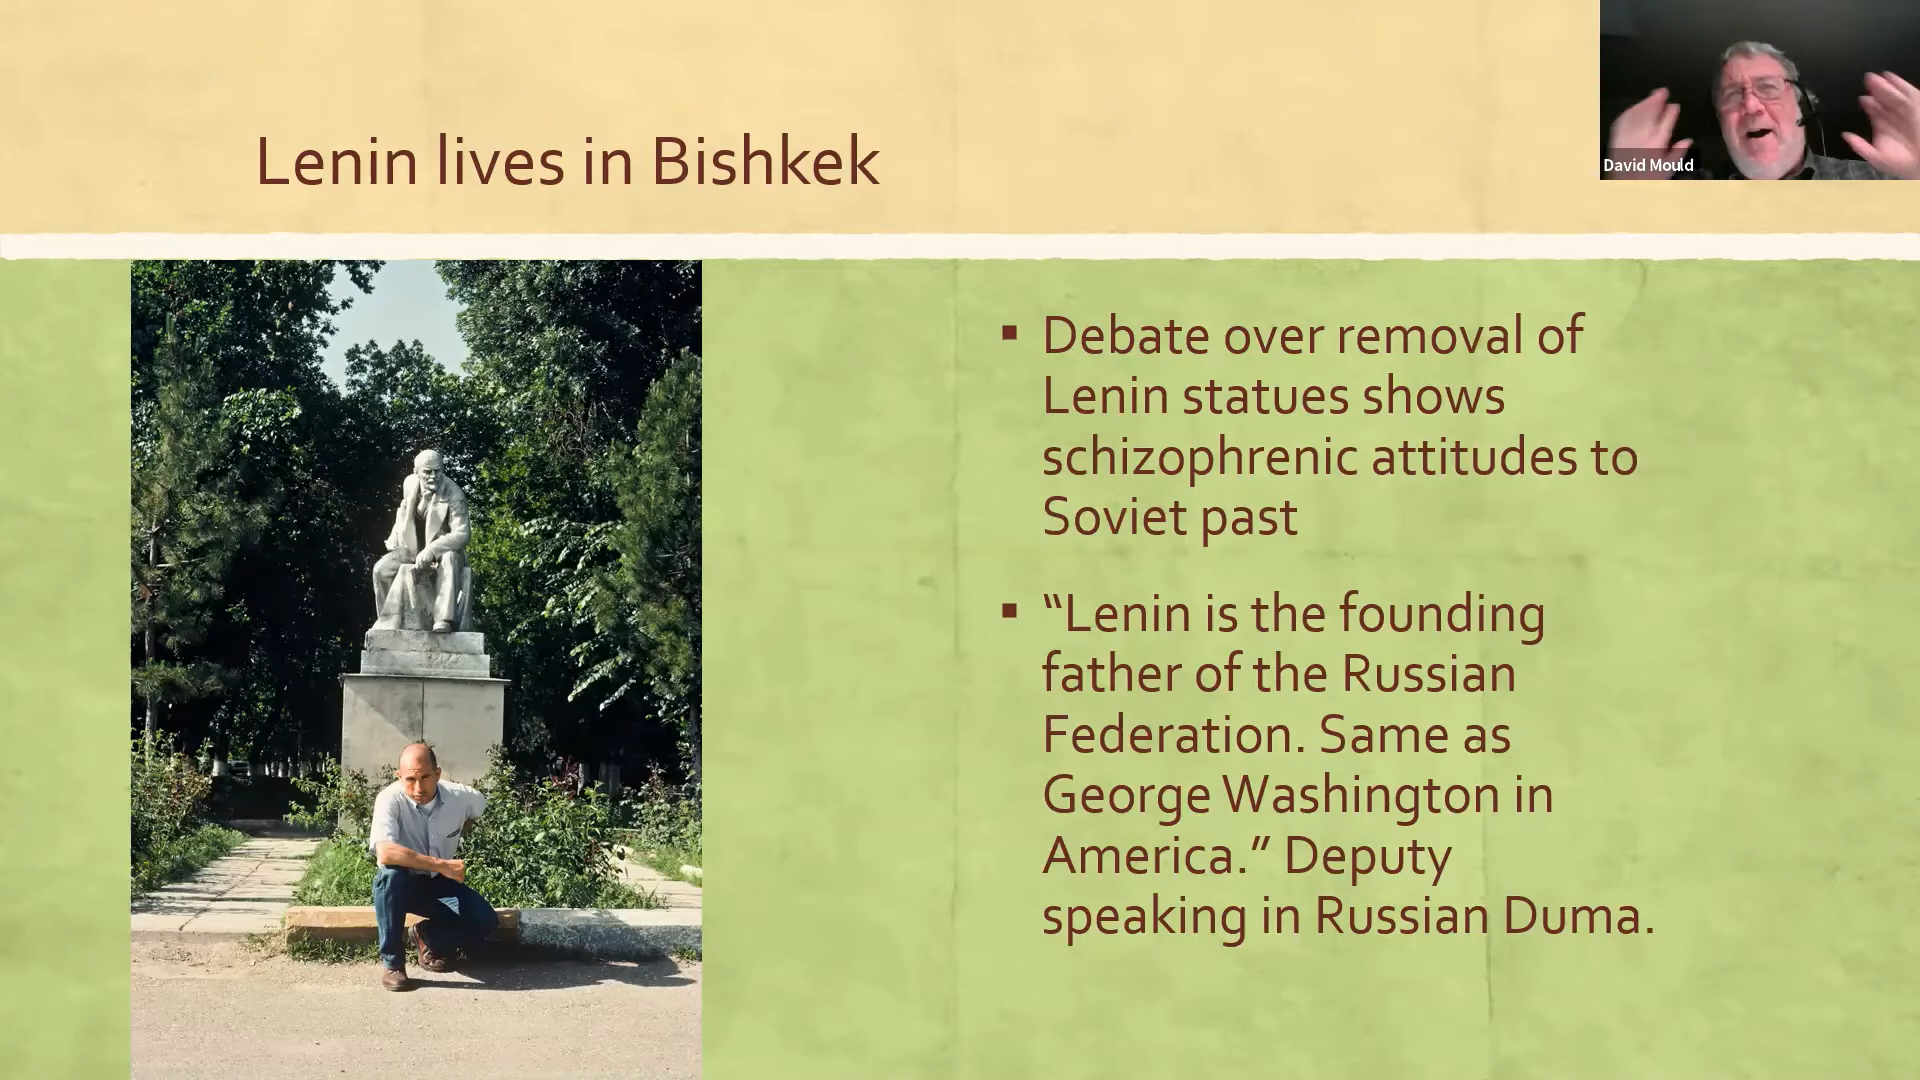 Lenin lives in Bishkek
David Mould
▪ Debate over removal of
Lenin statues shows
schizophrenic attitudes to
Soviet past
▪ “Lenin is the founding
father of the Russian
Federation. Same as
George Washington in
America.” Deputy
speaking in Russian Duma.